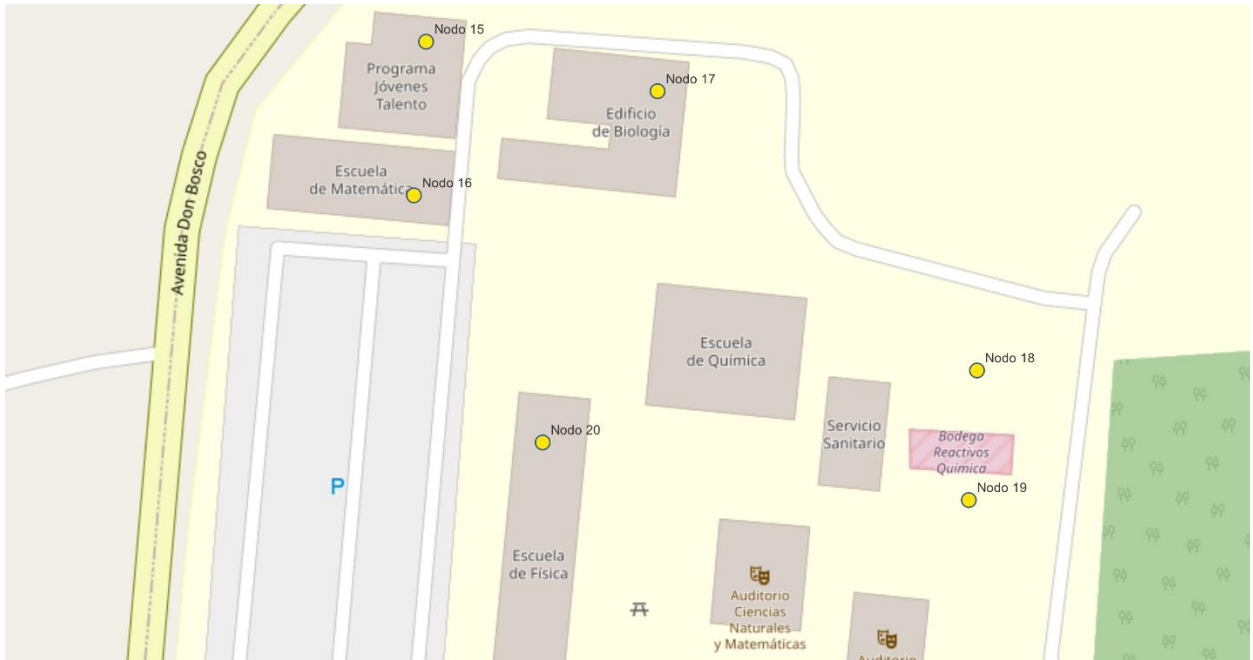 Nodo 15
Programa
Jóvenes
Talento
Nodo 17
Edificio
de Biología
Avenida Don Bosco
Escuela
de Matemática
Nodo 16
Escuela
de Química
Nodo 18
Nodo 20
Servicio
Sanitario
Bodega
Reactivos
Química
Nodo 19
P
Escuela
de Física
Auditorio
Ciencias
Naturales
y Matemáticas
Auditorio